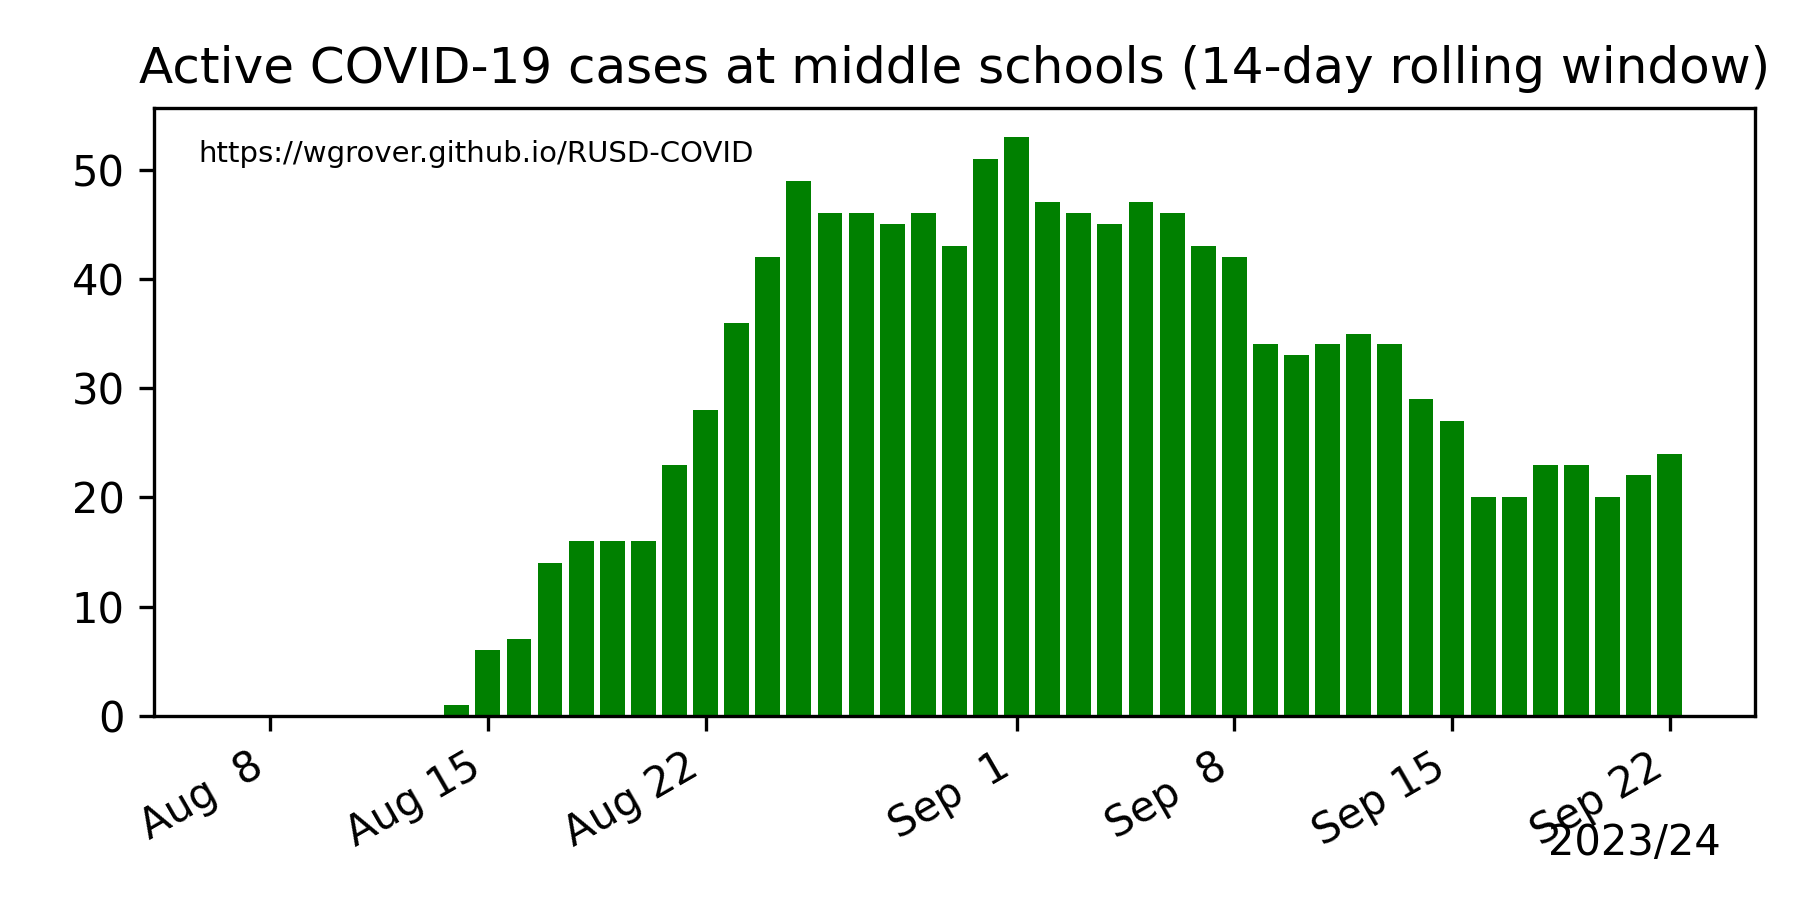 Active COVID-19 cases at middle schools (14-day rolling window)
https://wgrover.github.io/RUSD-COVID
50
40
30
20
10
0
Aug  8
Aug 15
Aug 22
Sep  1
Sep  8
Sep 15
Sep 22
2023/24